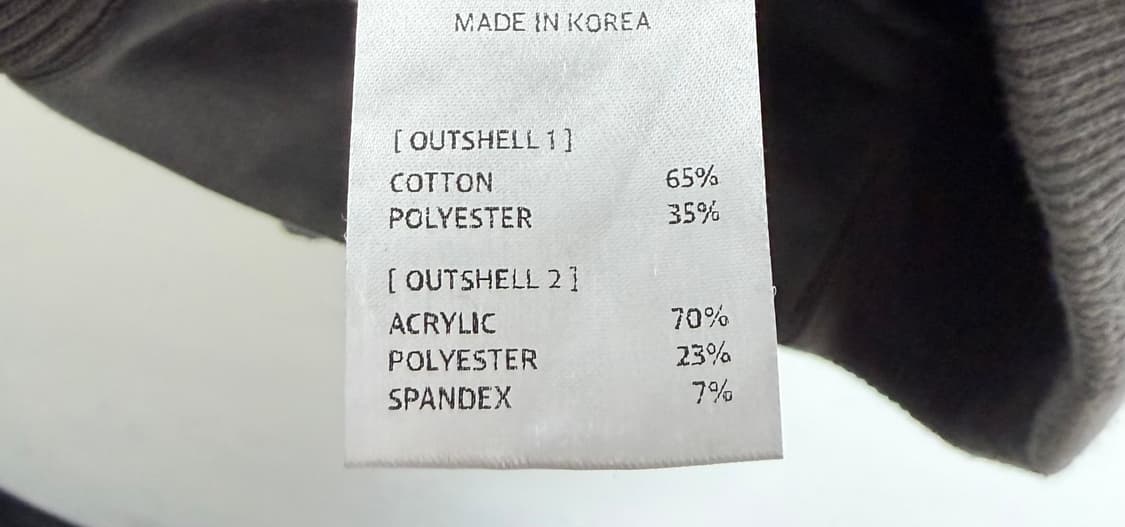 MADE IN KOREA
[ OUTSHELL 1 ]
COTTON 65%
POLYESTER 35%
[ OUTSHELL 2 ]
ACRYLIC 70%
POLYESTER 23%
SPANDEX 7%